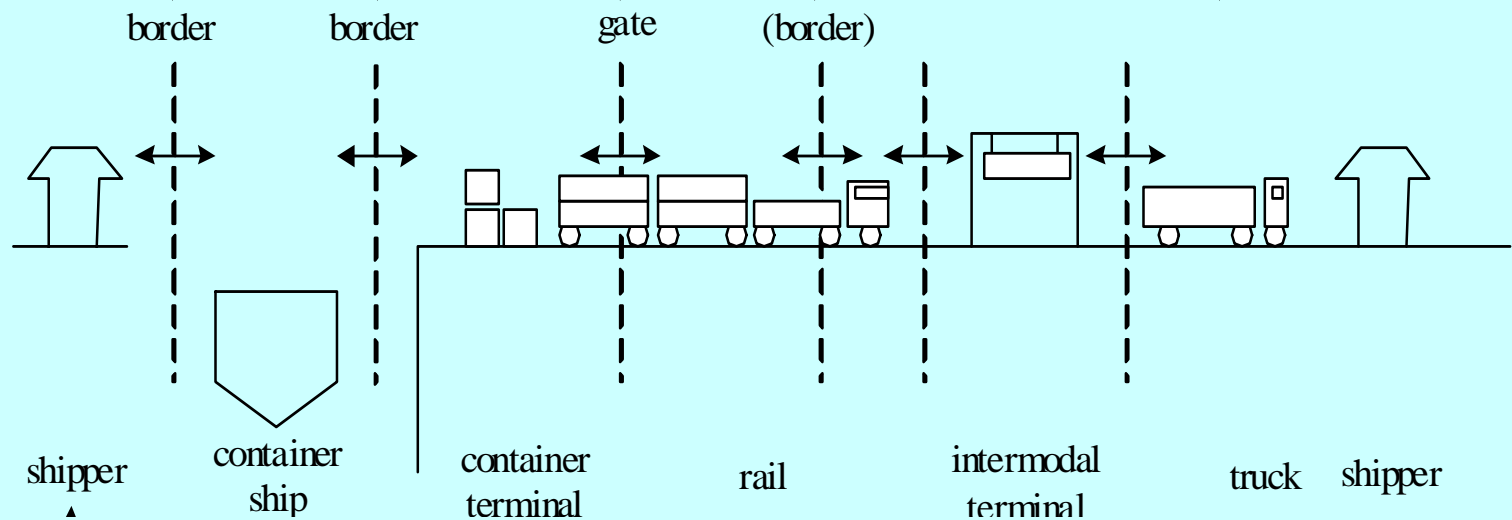 border
border
gate
(border)
shipper
container
ship
container
terminal
rail
intermodal
terminal
truck
shipper